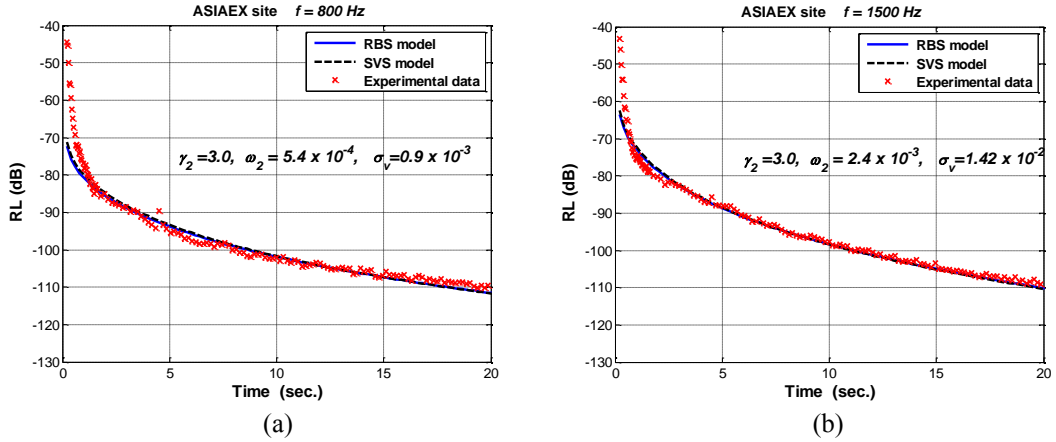 ASIAEX site f = 800 Hz
-40
-50
-60
-70
-80
-90
-100
-110
-120
-130
RL (dB)
RBS model
SVS model
Experimental data
γ2 =3.0, ω2 = 5.4 x 10-4, σv=0.9 x 10-3
0 5 10 15 20
Time (sec.)
(a)
ASIAEX site f = 1500 Hz
-40
-50
-60
-70
-80
-90
-100
-110
-120
-130
RL (dB)
RBS model
SVS model
Experimental data
γ2 =3.0, ω2 = 2.4 x 10-3, σv=1.42 x 10-2
0 5 10 15 20
Time (sec.)
(b)